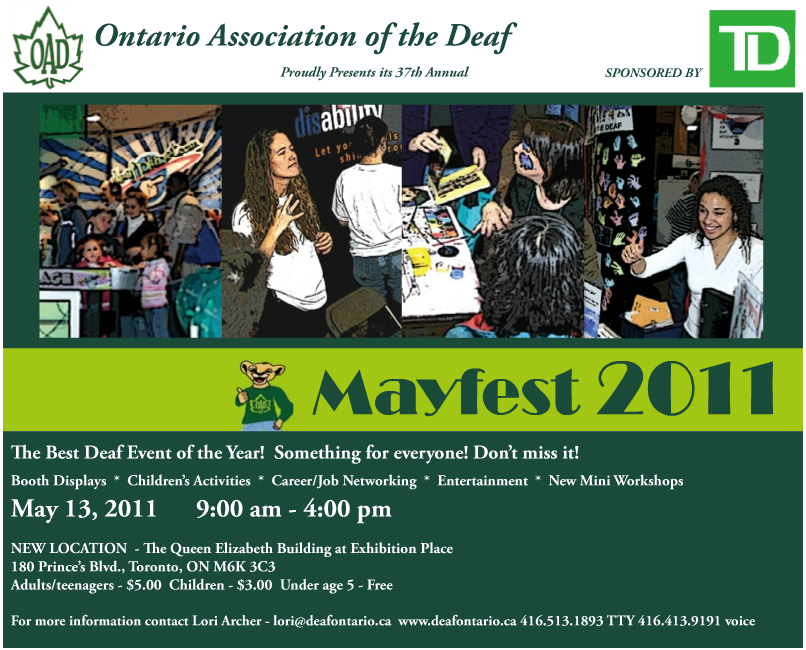 OAD
Ontario Association of the Deaf
Proudly Presents its 37th Annual
SPONSORED BY
TD
disability
E DEAF
OAD
Mayfest 2011
The Best Deaf Event of the Year! Something for everyone! Don't miss it!
Booth Displays * Children's Activities * Career/Job Networking * Entertainment * New Mini Workshops
May 13, 2011 9:00 am - 4:00 pm
NEW LOCATION - The Queen Elizabeth Building at Exhibition Place
180 Prince's Blvd., Toronto, ON M6K 3C3
Adults/teenagers - $5.00 Children - $3.00 Under age 5 - Free
For more information contact Lori Archer - lori@deafontario.ca www.deafontario.ca 416.513.1893 TTY 416.413.9191 voice